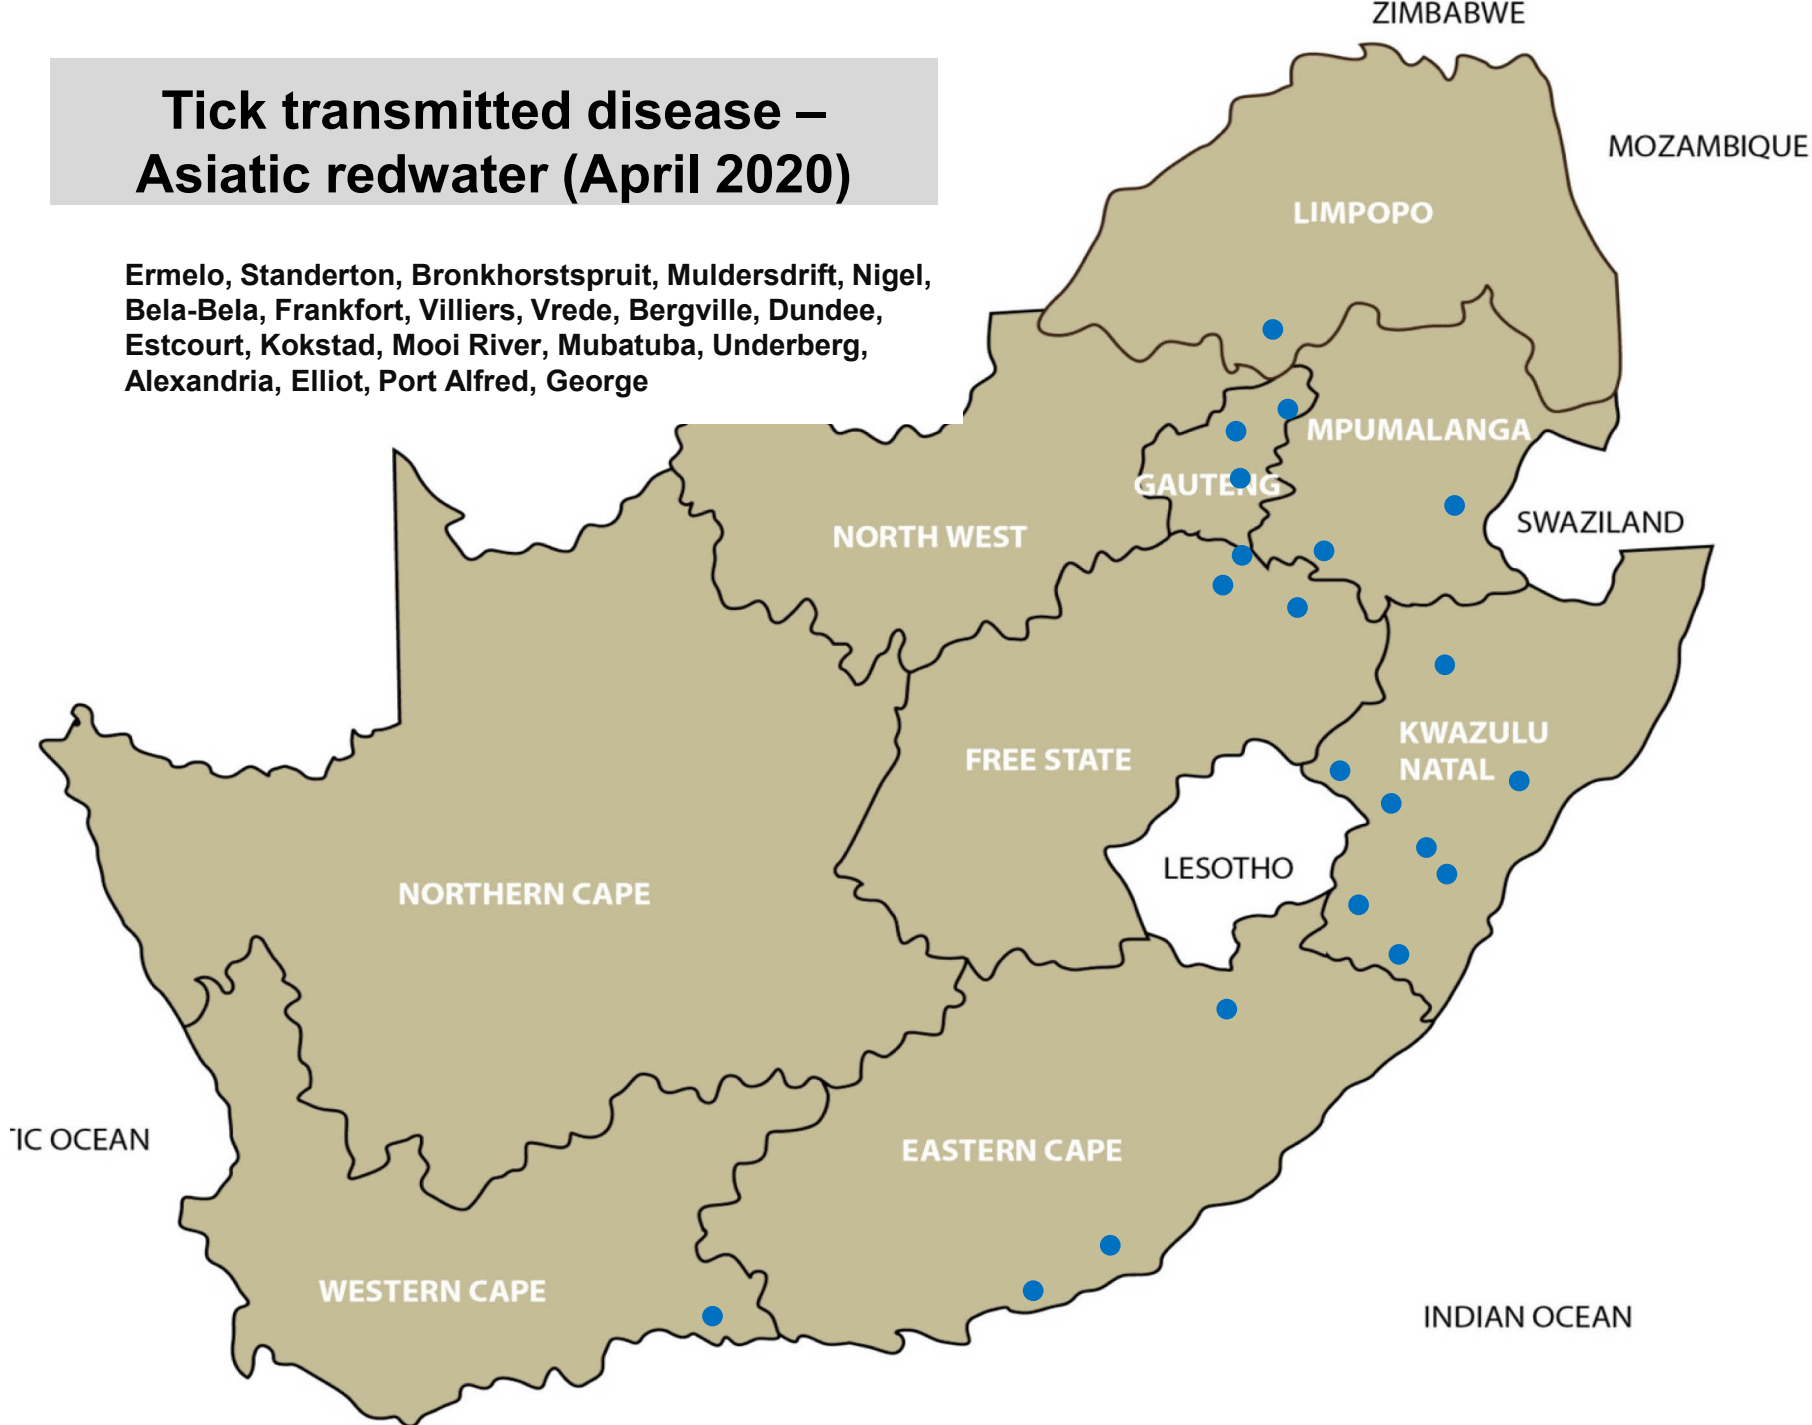 ZIMBABWE
Tick transmitted disease –
Asiatic redwater (April 2020)
MOZAMBIQUE
LIMPOPO
Ermelo, Standerton, Bronkhorstspruit, Muldersdrift, Nigel,
Bela-Bela, Frankfort, Villiers, Vrede, Bergville, Dundee,
Estcourt, Kokstad, Mooi River, Mubatuba, Underberg,
Alexandria, Elliot, Port Alfred, George
MPUMALANGA
GAUTENG
SWAZILAND
NORTH WEST
KWAZULU
NATAL
FREE STATE
LESOTHO
NORTHERN CAPE
TIC OCEAN
EASTERN CAPE
WESTERN CAPE
INDIAN OCEAN